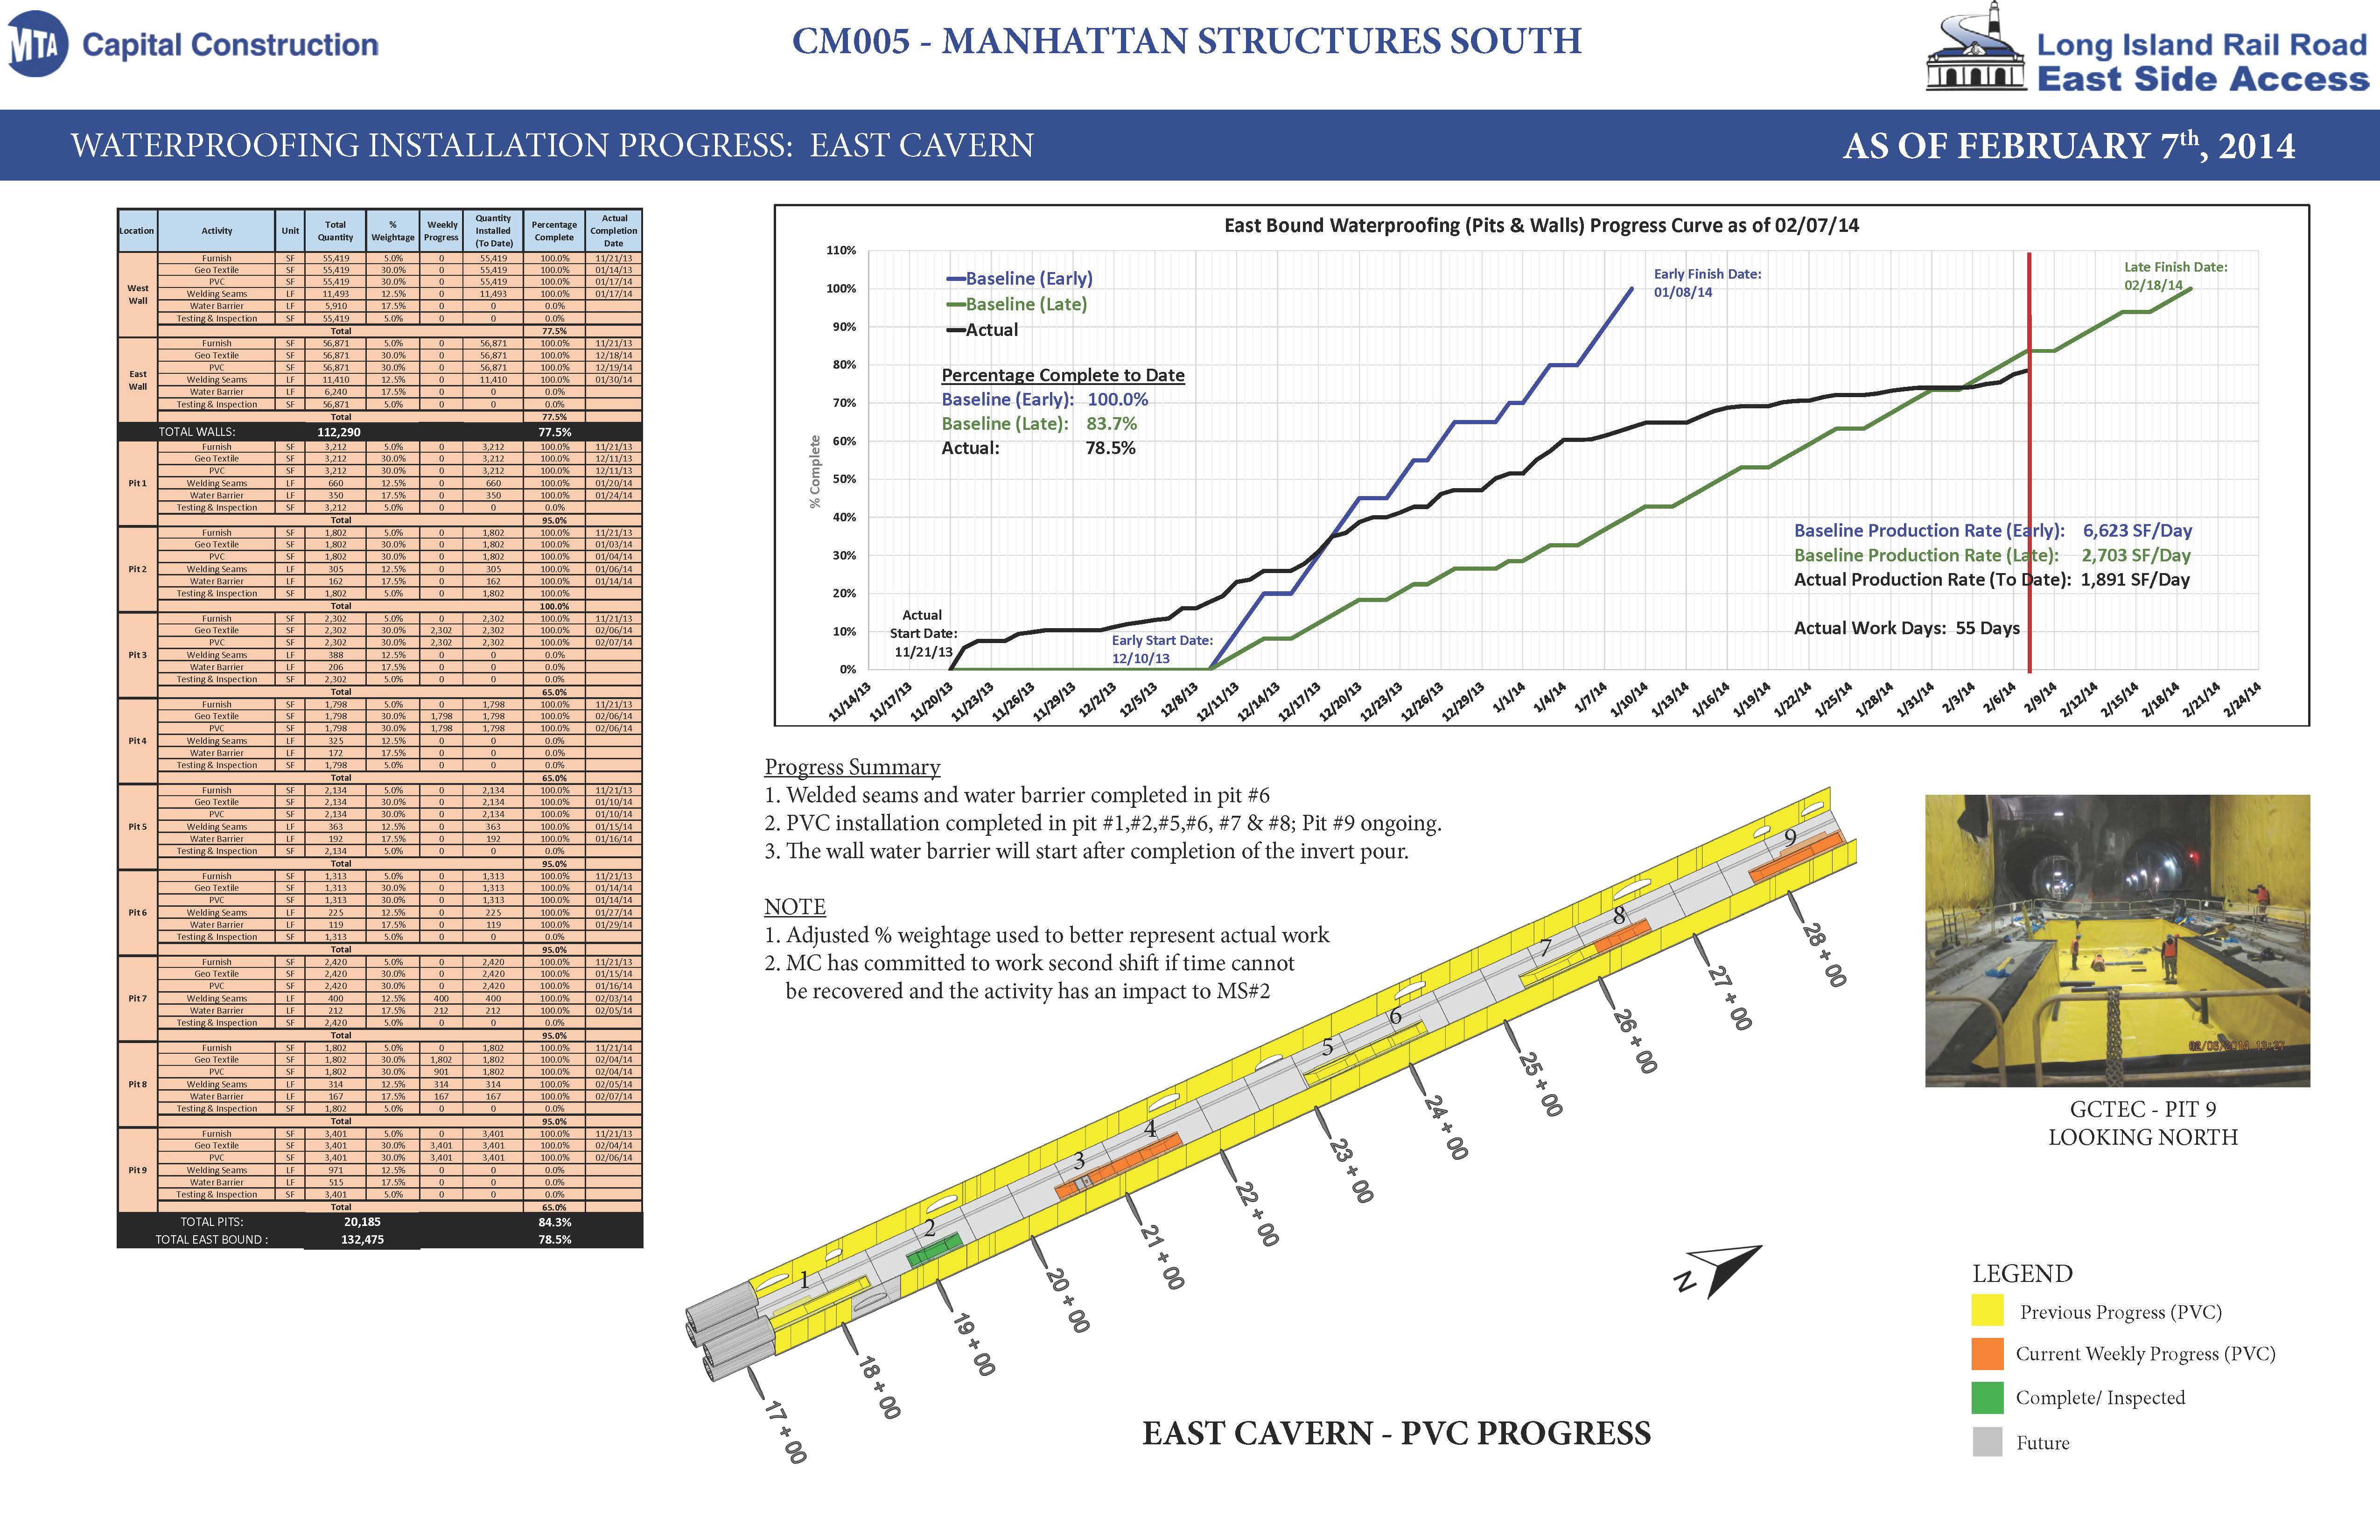 MTA Capital Construction
CM005 - MANHATTAN STRUCTURES SOUTH
Long Island Rail Road
East Side Access
WATERPROOFING INSTALLATION PROGRESS: EAST CAVERN
AS OF FEBRUARY 7th, 2014
Location Activity Unit Total Quantity % Weightage Weekly Progress Quantity Installed (To Date) Percentage Complete Actual Completion Date
West Wall
Furnish SF 55,419 5.0% 0 55,419 100.0% 11/21/13
Geo Textile SF 55,419 30.0% 0 55,419 100.0% 01/14/13
PVC SF 55,419 30.0% 0 55,419 100.0% 01/17/14
Welding Seams LF 11,493 12.5% 0 11,493 100.0% 01/17/14
Water Barrier LF 5,910 17.5% 0 0 0.0%
Testing & Inspection SF 55,419 5.0% 0 0 0.0%
Total 77.5%
East Wall
Furnish SF 56,871 5.0% 0 56,871 100.0% 11/21/13
Geo Textile SF 56,871 30.0% 0 56,871 100.0% 12/18/14
PVC SF 56,871 30.0% 0 56,871 100.0% 12/19/14
Welding Seams LF 11,410 12.5% 0 11,410 100.0% 01/30/14
Water Barrier LF 6,240 17.5% 0 0 0.0%
Testing & Inspection SF 56,871 5.0% 0 0 0.0%
Total 77.5%
TOTAL WALLS: 112,290 77.5%
Pit 1
Furnish SF 3,212 5.0% 0 3,212 100.0% 11/21/13
Geo Textile SF 3,212 30.0% 0 3,212 100.0% 12/11/13
PVC SF 3,212 30.0% 0 3,212 100.0% 12/11/13
Welding Seams LF 660 12.5% 0 660 100.0% 01/20/14
Water Barrier LF 350 17.5% 0 350 100.0% 01/24/14
Testing & Inspection SF 3,212 5.0% 0 0 0.0%
Total 95.0%
Pit 2
Furnish SF 1,802 5.0% 0 1,802 100.0% 11/21/13
Geo Textile SF 1,802 30.0% 0 1,802 100.0% 01/03/14
PVC SF 1,802 30.0% 0 1,802 100.0% 01/04/14
Welding Seams LF 305 12.5% 0 305 100.0% 01/06/14
Water Barrier LF 162 17.5% 0 162 100.0% 01/14/14
Testing & Inspection SF 1,802 5.0% 0 1,802 100.0%
Total 100.0%
Pit 3
Furnish SF 2,302 5.0% 0 2,302 100.0% 11/21/13
Geo Textile SF 2,302 30.0% 2,302 2,302 100.0% 02/06/14
PVC SF 2,302 30.0% 2,302 2,302 100.0% 02/07/14
Welding Seams LF 388 12.5% 0 0 0.0%
Water Barrier LF 206 17.5% 0 0 0.0%
Testing & Inspection SF 2,302 5.0% 0 0 0.0%
Total 65.0%
Pit 4
Furnish SF 1,798 5.0% 0 1,798 100.0% 11/21/13
Geo Textile SF 1,798 30.0% 1,798 1,798 100.0% 02/06/14
PVC SF 1,798 30.0% 1,798 1,798 100.0% 02/06/14
Welding Seams LF 325 12.5% 0 0 0.0%
Water Barrier LF 172 17.5% 0 0 0.0%
Testing & Inspection SF 1,798 5.0% 0 0 0.0%
Total 65.0%
Pit 5
Furnish SF 2,134 5.0% 0 2,134 100.0% 11/21/13
Geo Textile SF 2,134 30.0% 0 2,134 100.0% 01/10/14
PVC SF 2,134 30.0% 0 2,134 100.0% 01/10/14
Welding Seams LF 363 12.5% 0 363 100.0% 01/15/14
Water Barrier LF 192 17.5% 0 192 100.0% 01/16/14
Testing & Inspection SF 2,134 5.0% 0 0 0.0%
Total 95.0%
Pit 6
Furnish SF 1,313 5.0% 0 1,313 100.0% 11/21/13
Geo Textile SF 1,313 30.0% 0 1,313 100.0% 01/14/14
PVC SF 1,313 30.0% 0 1,313 100.0% 01/14/14
Welding Seams LF 225 12.5% 0 225 100.0% 01/27/14
Water Barrier LF 119 17.5% 0 119 100.0% 01/29/14
Testing & Inspection SF 1,313 5.0% 0 0 0.0%
Total 95.0%
Pit 7
Furnish SF 2,420 5.0% 0 2,420 100.0% 11/21/13
Geo Textile SF 2,420 30.0% 0 2,420 100.0% 01/15/14
PVC SF 2,420 30.0% 0 2,420 100.0% 01/16/14
Welding Seams LF 400 12.5% 400 400 100.0% 02/03/14
Water Barrier LF 212 17.5% 212 212 100.0% 02/05/14
Testing & Inspection SF 2,420 5.0% 0 0 0.0%
Total 95.0%
Pit 8
Furnish SF 1,802 5.0% 0 1,802 100.0% 11/21/14
Geo Textile SF 1,802 30.0% 1,802 1,802 100.0% 02/04/14
PVC SF 1,802 30.0% 901 1,802 100.0% 02/04/14
Welding Seams LF 314 12.5% 314 314 100.0% 02/05/14
Water Barrier LF 167 17.5% 167 167 100.0% 02/07/14
Testing & Inspection SF 1,802 5.0% 0 0 0.0%
Total 95.0%
Pit 9
Furnish SF 3,401 5.0% 0 3,401 100.0% 11/21/13
Geo Textile SF 3,401 30.0% 3,401 3,401 100.0% 02/04/14
PVC SF 3,401 30.0% 3,401 3,401 100.0% 02/06/14
Welding Seams LF 971 12.5% 0 0 0.0%
Water Barrier LF 515 17.5% 0 0 0.0%
Testing & Inspection SF 3,401 5.0% 0 0 0.0%
Total 65.0%
TOTAL PITS: 20,185 84.3%
TOTAL EAST BOUND : 132,475 78.5%
East Bound Waterproofing (Pits & Walls) Progress Curve as of 02/07/14
% Complete
110%
100%
90%
80%
70%
60%
50%
40%
30%
20%
10%
0%
Baseline (Early)
Baseline (Late)
Actual
Percentage Complete to Date
Baseline (Early): 100.0%
Baseline (Late): 83.7%
Actual: 78.5%
Early Finish Date:
01/08/14
Late Finish Date:
02/18/14
Actual
Start Date:
11/21/13
Early Start Date:
12/10/13
Baseline Production Rate (Early): 6,623 SF/Day
Baseline Production Rate (Late): 2,703 SF/Day
Actual Production Rate (To Date): 1,891 SF/Day
Actual Work Days: 55 Days
11/14/13 11/17/13 11/20/13 11/23/13 11/26/13 11/29/13 12/2/13 12/5/13 12/8/13 12/11/13 12/14/13 12/17/13 12/20/13 12/23/13 12/26/13 12/29/13 1/1/14 1/4/14 1/7/14 1/10/14 1/13/14 1/16/14 1/19/14 1/22/14 1/25/14 1/28/14 1/31/14 2/3/14 2/6/14 2/9/14 2/12/14 2/15/14 2/18/14 2/21/14 2/24/14
Progress Summary
1. Welded seams and water barrier completed in pit #6
2. PVC installation completed in pit #1,#2,#5,#6, #7 & #8; Pit #9 ongoing.
3. The wall water barrier will start after completion of the invert pour.
NOTE
1. Adjusted % weightage used to better represent actual work
2. MC has committed to work second shift if time cannot
be recovered and the activity has an impact to MS#2
1
2
3
4
5
6
7
8
9
17 + 00
18 + 00
19 + 00
20 + 00
21 + 00
22 + 00
23 + 00
24 + 00
25 + 00
26 + 00
27 + 00
28 + 00
N
EAST CAVERN - PVC PROGRESS
GCTEC - PIT 9
LOOKING NORTH
LEGEND
Previous Progress (PVC)
Current Weekly Progress (PVC)
Complete/ Inspected
Future